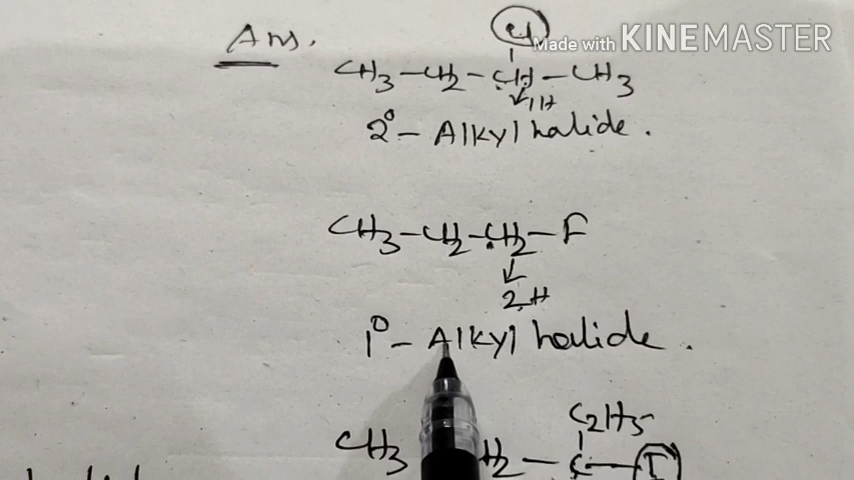 Ans.
Cl
Made with KINEMASTER
CH3-CH2-CH-CH3
1H
2° - Alkyl halide.
CH3-CH2-CH2-F
2H
1° - Alkyl halide.
C2H5
CH3 H2-C-I